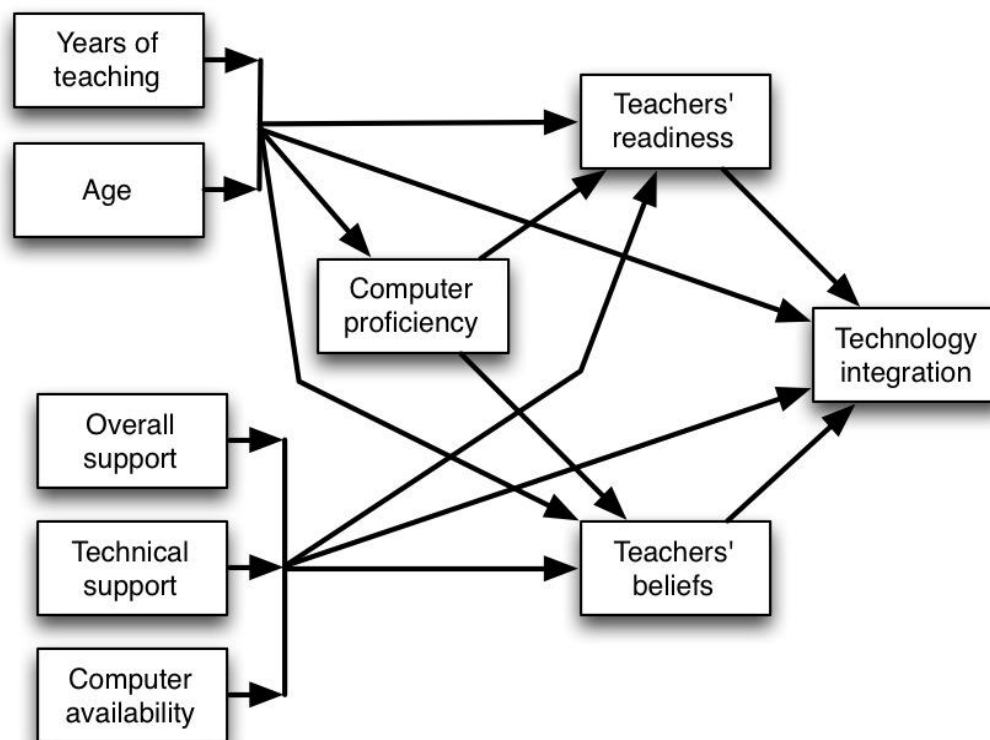 Years of
teaching
Age
Teachers'
readiness
Computer
proficiency
Technology
integration
Overall
support
Technical
support
Teachers'
beliefs
Computer
availability